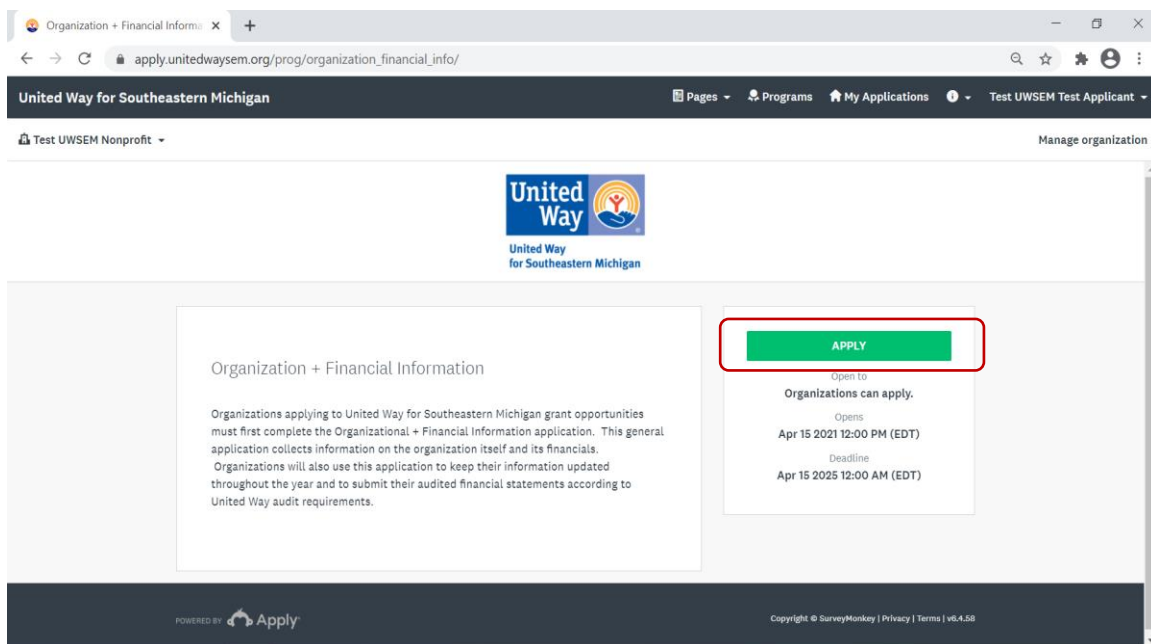 Organization + Financial Informa
apply.unitedwaysem.org/prog/organization_financial_info/
United Way for Southeastern Michigan Pages Programs My Applications Test UWSEM Test Applicant
Test UWSEM Nonprofit Manage organization
United
Way
United Way
for Southeastern Michigan
Organization + Financial Information
Organizations applying to United Way for Southeastern Michigan grant opportunities
must first complete the Organizational + Financial Information application. This general
application collects information on the organization itself and its financials.
Organizations will also use this application to keep their information updated
throughout the year and to submit their audited financial statements according to
United Way audit requirements.
APPLY
Open to
Organizations can apply.
Opens
Apr 15 2021 12:00 PM (EDT)
Deadline
Apr 15 2025 12:00 AM (EDT)
POWERED BY Apply
Copyright © SurveyMonkey | Privacy | Terms | v6.4.58